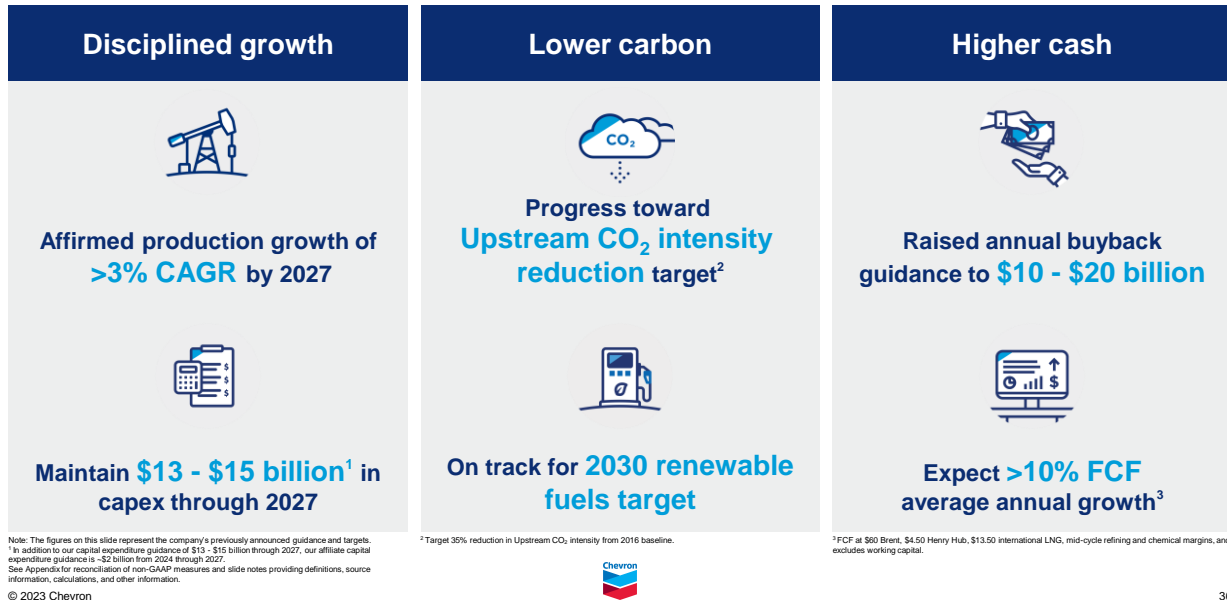 Disciplined growth
Affirmed production growth of
>3% CAGR by 2027
$
$
$
Maintain $13 - $15 billion¹ in
capex through 2027
Lower carbon
CO₂
Progress toward
Upstream CO₂ intensity
reduction target²
On track for 2030 renewable
fuels target
Higher cash
Raised annual buyback
guidance to $10 - $20 billion
$
Expect >10% FCF
average annual growth³
Note: The figures on this slide represent the company's previously announced guidance and targets.
¹ In addition to our capital expenditure guidance of $13 - $15 billion through 2027, our affiliate capital
expenditure guidance is ~$2 billion from 2024 through 2027.
See Appendix for reconciliation of non-GAAP measures and slide notes providing definitions, source
information, calculations, and other information.
² Target 35% reduction in Upstream CO₂ intensity from 2016 baseline.
³ FCF at $60 Brent, $4.50 Henry Hub, $13.50 international LNG, mid-cycle refining and chemical margins, and
excludes working capital.
© 2023 Chevron
Chevron